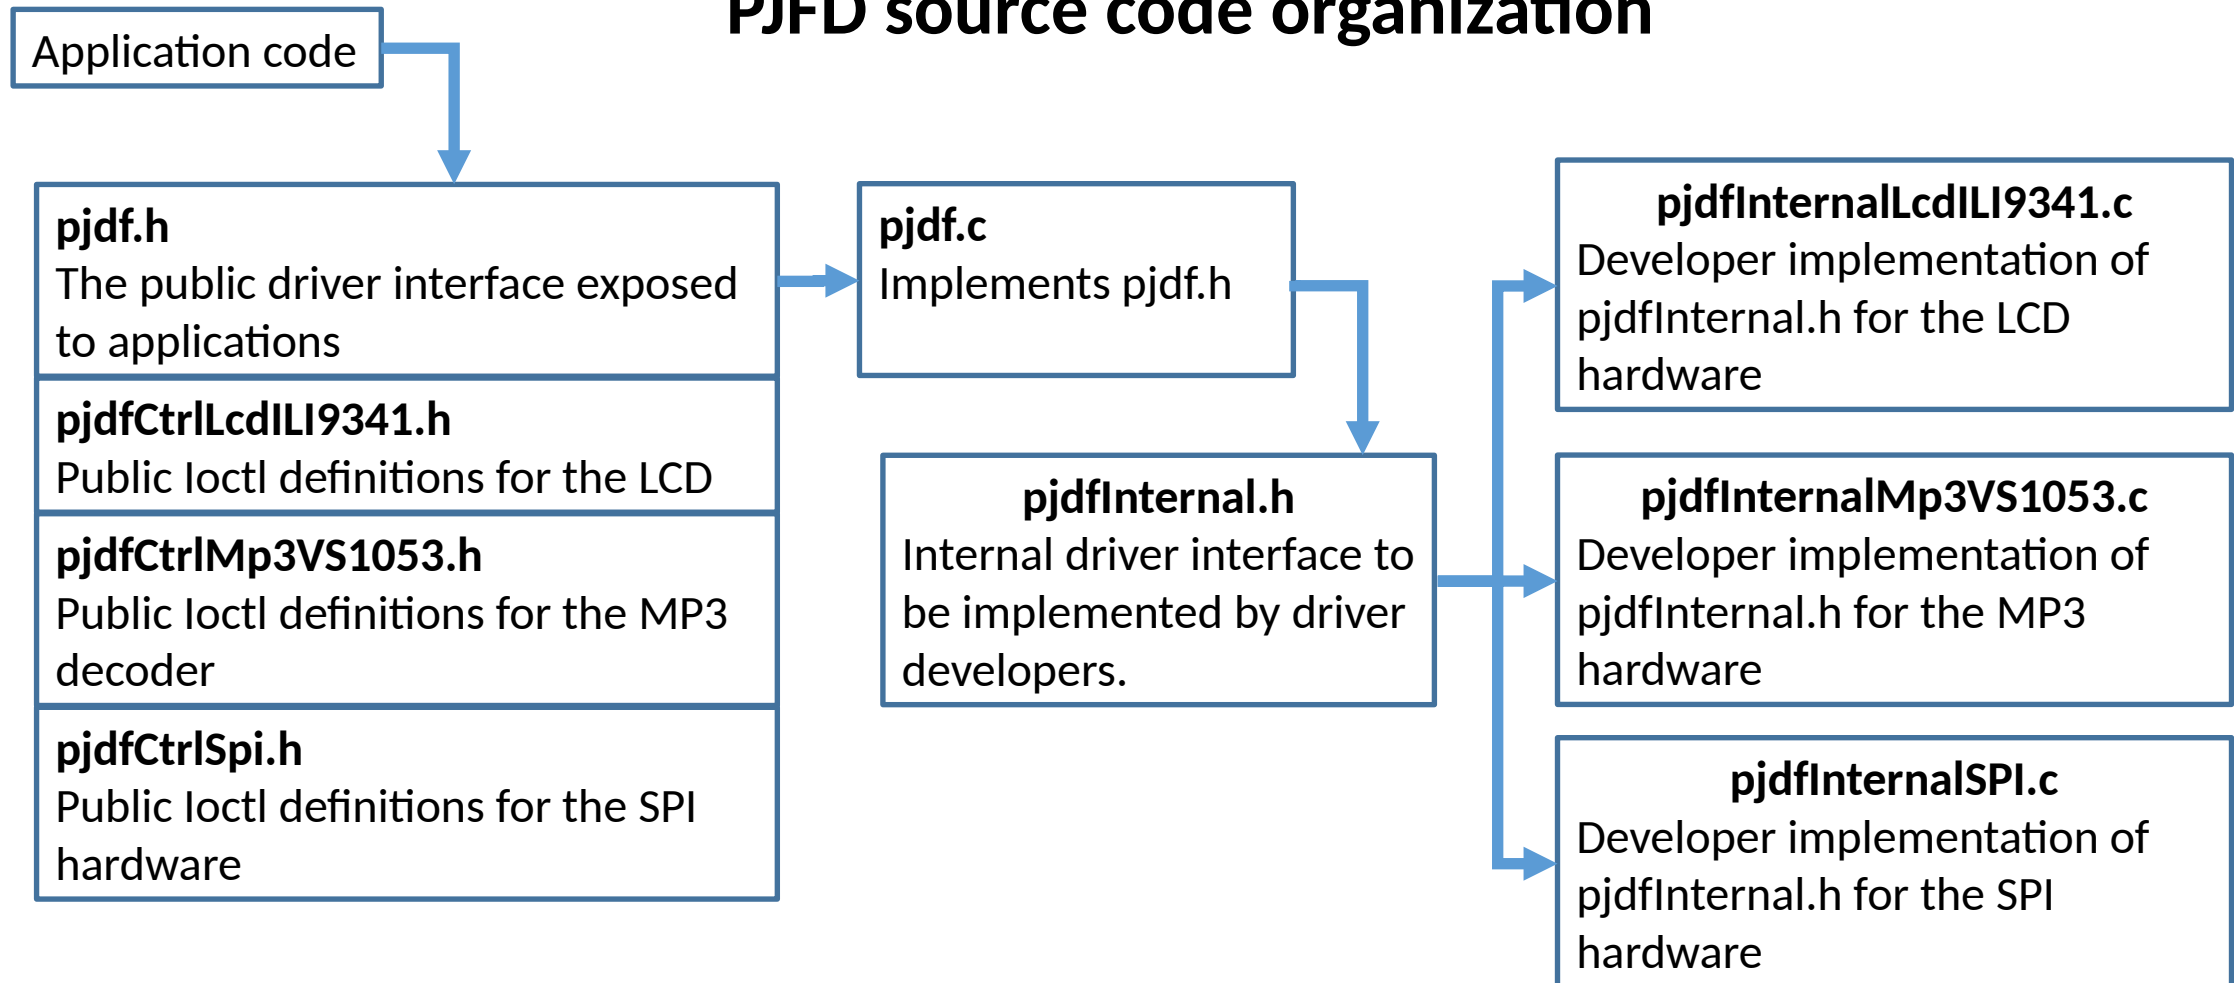 PJFD source code organization
Application code
pjdf.h
The public driver interface exposed
to applications
pjdfCtrlLcdILI9341.h
Public Ioctl definitions for the LCD
pjdfCtrlMp3VS1053.h
Public Ioctl definitions for the MP3
decoder
pjdfCtrlSpi.h
Public Ioctl definitions for the SPI
hardware
pjdf.c
Implements pjdf.h
pjdfInternal.h
Internal driver interface to
be implemented by driver
developers.
pjdfInternalLcdILI9341.c
Developer implementation of
pjdfInternal.h for the LCD
hardware
pjdfInternalMp3VS1053.c
Developer implementation of
pjdfInternal.h for the MP3
hardware
pjdfInternalSPI.c
Developer implementation of
pjdfInternal.h for the SPI
hardware